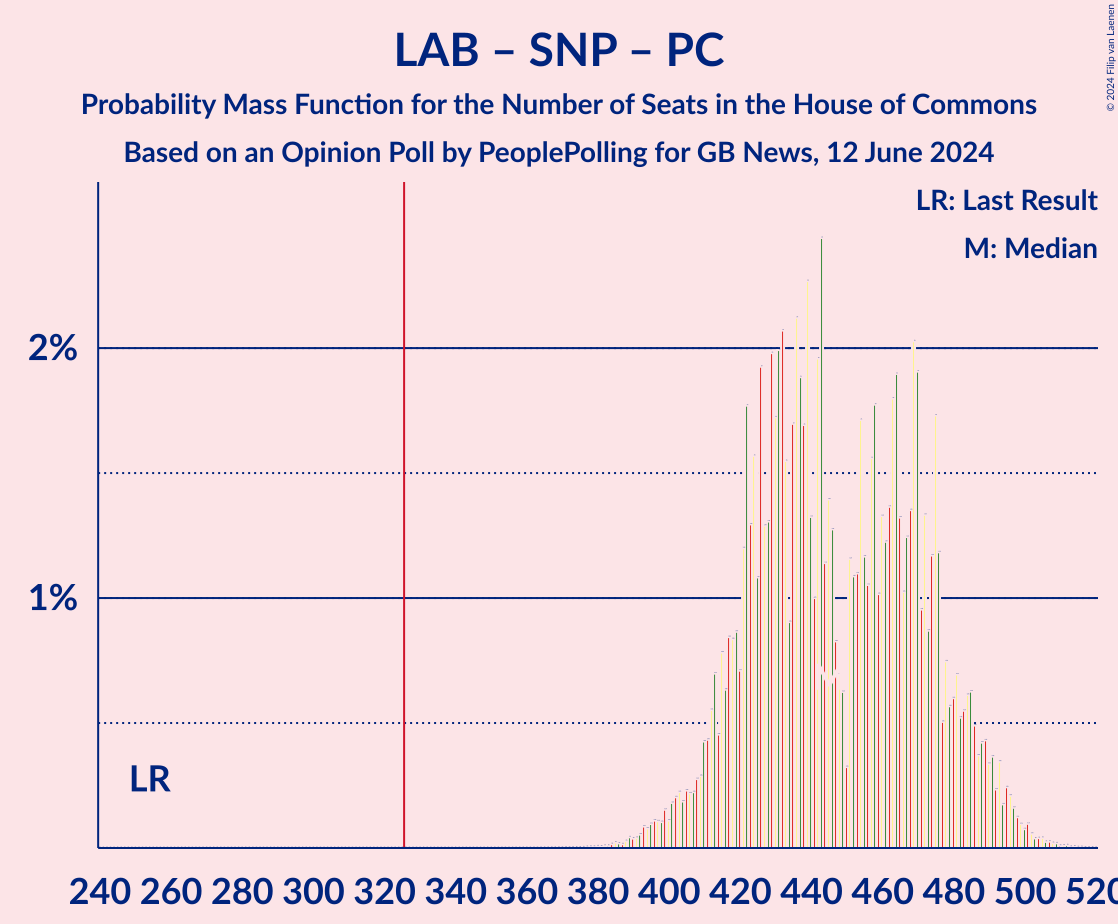 LAB – SNP – PC
Probability Mass Function for the Number of Seats in the House of Commons
Based on an Opinion Poll by PeoplePolling for GB News, 12 June 2024
© 2024 Filip van Laenen
LR: Last Result
M: Median
2%
1%
LR
240 260 280 300 320 340 360 380 400 420 440 460 480 500 520